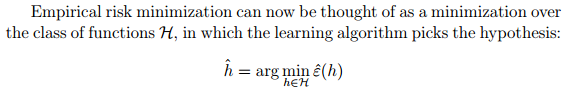 Empirical risk minimization can now be thought of as a minimization over
the class of functions ℋ, in which the learning algorithm picks the hypothesis:
ĥ = arg min ε̂(h)
h∈ℋ